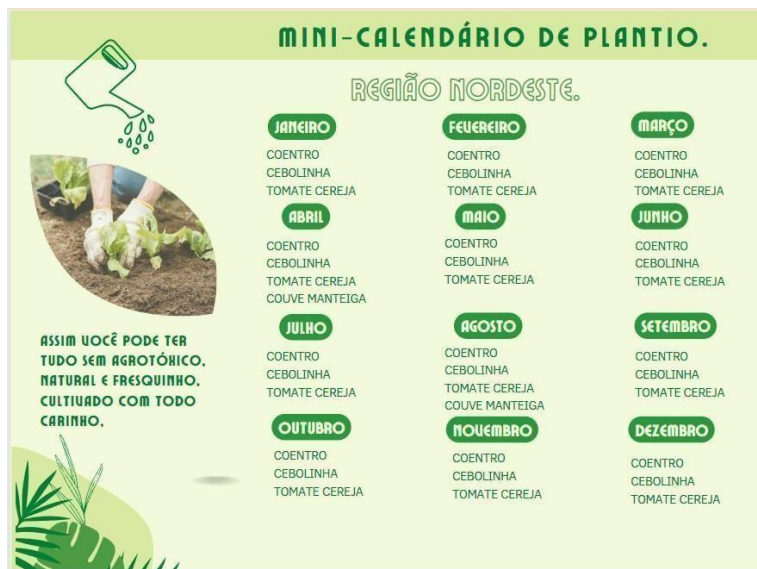 MINI-CALENDÁRIO DE PLANTIO.
REGIÃO NORDESTE.
JANEIRO
COENTRO
CEBOLINHA
TOMATE CEREJA
FEVEREIRO
COENTRO
CEBOLINHA
TOMATE CEREJA
MARÇO
COENTRO
CEBOLINHA
TOMATE CEREJA
ABRIL
COENTRO
CEBOLINHA
TOMATE CEREJA
COUVE MANTEIGA
MAIO
COENTRO
CEBOLINHA
TOMATE CEREJA
JUNHO
COENTRO
CEBOLINHA
TOMATE CEREJA
JULHO
COENTRO
CEBOLINHA
TOMATE CEREJA
AGOSTO
COENTRO
CEBOLINHA
TOMATE CEREJA
COUVE MANTEIGA
SETEMBRO
COENTRO
CEBOLINHA
TOMATE CEREJA
OUTUBRO
COENTRO
CEBOLINHA
TOMATE CEREJA
NOVEMBRO
COENTRO
CEBOLINHA
TOMATE CEREJA
DEZEMBRO
COENTRO
CEBOLINHA
TOMATE CEREJA
ASSIM VOCÊ PODE TER
TUDO SEM AGROTÓXICO,
NATURAL E FRESQUINHO,
CULTIVADO COM TODO
CARINHO,